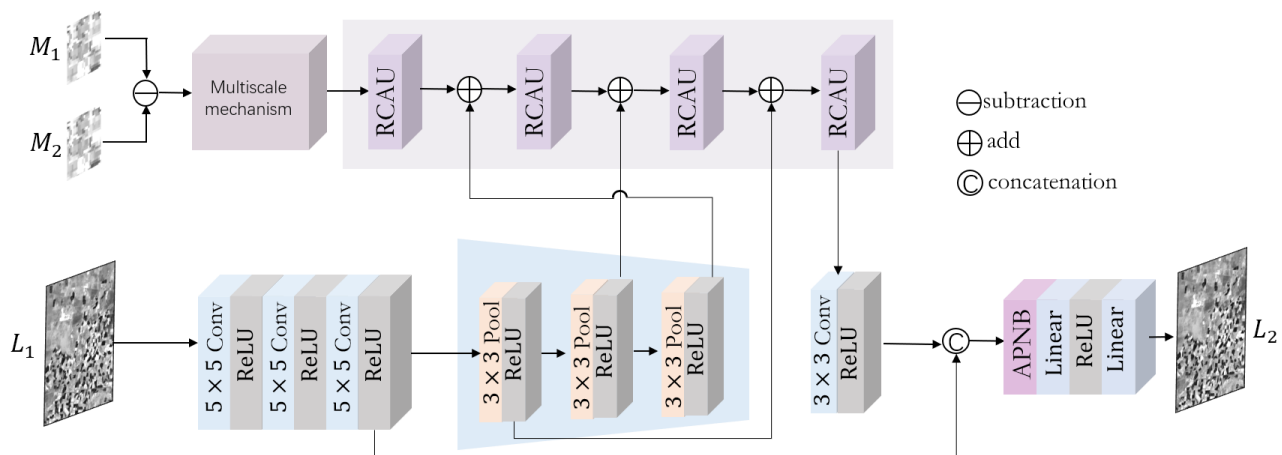 M₁
M₂
Multiscale
mechanism
RCAU
RCAU
RCAU
RCAU
subtraction
add
C concatenation
L₁
5 × 5 Conv
ReLU
5 × 5 Conv
ReLU
5 × 5 Conv
ReLU
3 × 3 Pool
ReLU
3 × 3 Pool
ReLU
3 × 3 Pool
ReLU
3 × 3 Conv
ReLU
C
APNB
Linear
ReLU
Linear
L₂